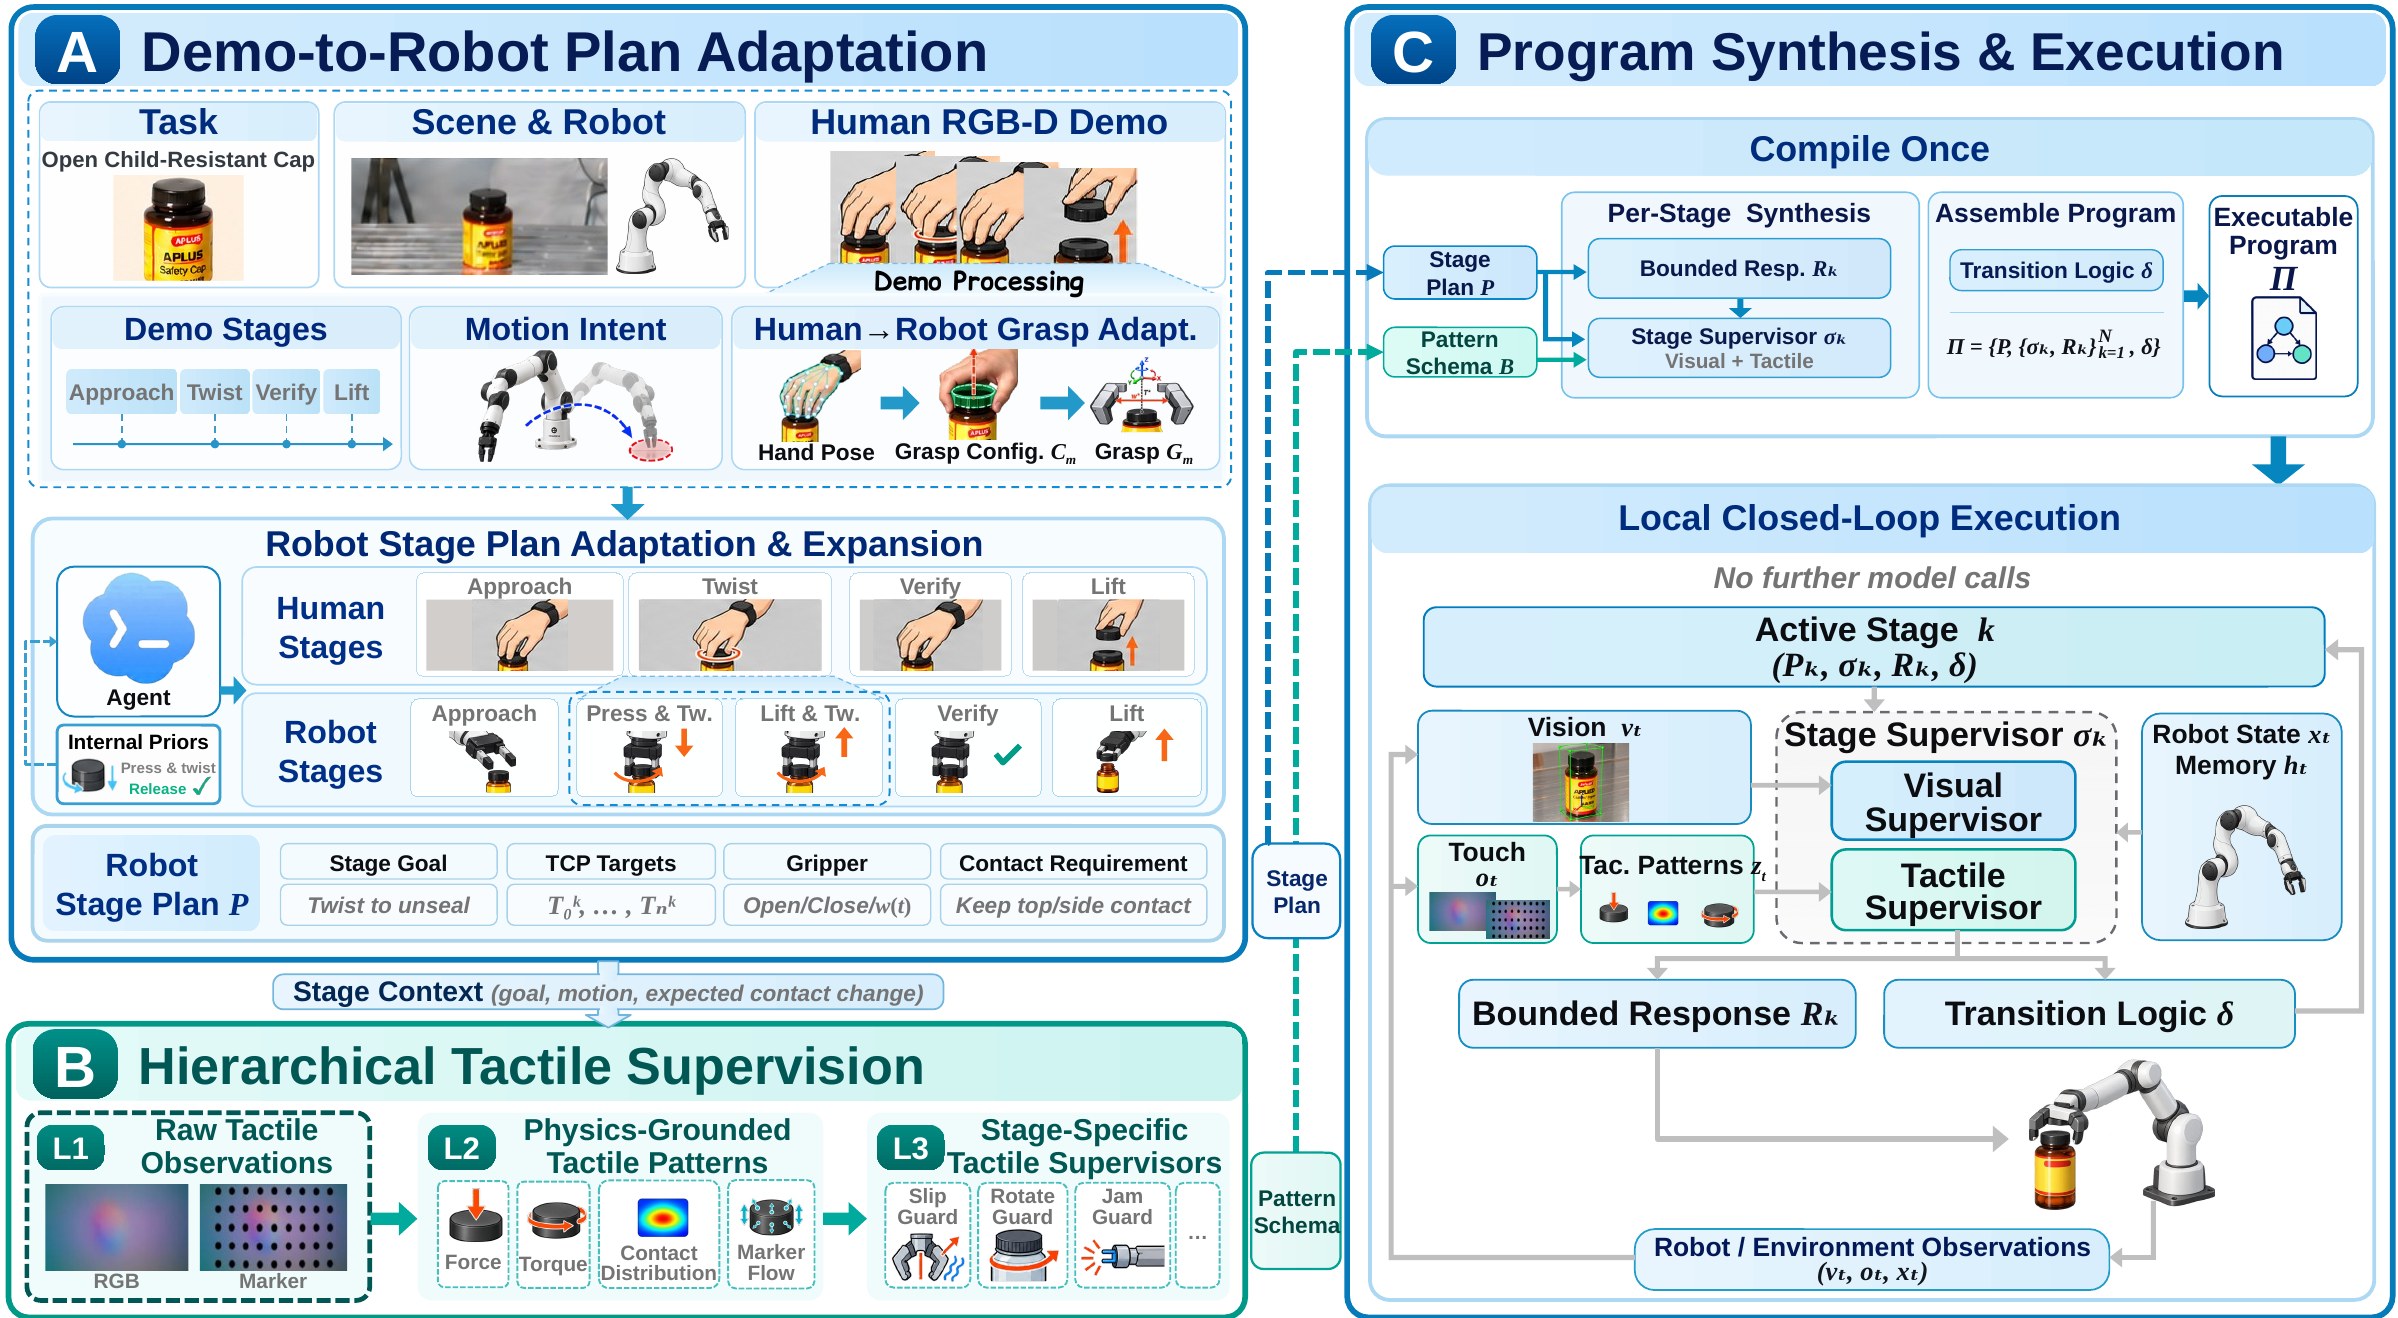 A Demo-to-Robot Plan Adaptation
Task
Open Child-Resistant Cap
APLUS
APLUS
Safety Cap
Scene & Robot
APLUS
APLUS
Human RGB-D Demo
Demo Processing
Demo Stages
Approach Twist Verify Lift
Motion Intent
Human→Robot Grasp Adapt.
Hand Pose
Grasp Config. Cₘ
Grasp Gₘ
Robot Stage Plan Adaptation & Expansion
Agent
Internal Priors
Press & twist
Release ✓
Human
Stages
Approach Twist Verify Lift
Robot
Stages
Approach Press & Tw. Lift & Tw. Verify Lift
Robot
Stage Plan P
Stage Goal TCP Targets Gripper Contact Requirement
Twist to unseal T₀ᵏ, … , Tₙᵏ Open/Close/w(t) Keep top/side contact
Stage Context (goal, motion, expected contact change)
B Hierarchical Tactile Supervision
L1 Raw Tactile
Observations
RGB Marker
L2 Physics-Grounded
Tactile Patterns
Force
Torque
Contact
Distribution
Marker
Flow
L3 Stage-Specific
Tactile Supervisors
Slip
Guard
Rotate
Guard
Jam
Guard
...
Stage
Plan
Pattern
Schema
C Program Synthesis & Execution
Compile Once
Stage
Plan P
Pattern
Schema B
Per-Stage Synthesis
Bounded Resp. Rₖ
Stage Supervisor σₖ
Visual + Tactile
Assemble Program
Transition Logic δ
Π = {P, {σₖ, Rₖ}ᴺₖ₌₁ , δ}
Executable
Program
Π
Local Closed-Loop Execution
No further model calls
Active Stage k
(Pₖ, σₖ, Rₖ, δ)
Vision vₜ
Touch
oₜ
Tac. Patterns zₜ
Stage Supervisor σₖ
Visual
Supervisor
Tactile
Supervisor
Robot State xₜ
Memory hₜ
Bounded Response Rₖ
Transition Logic δ
Robot / Environment Observations
(vₜ, oₜ, xₜ)